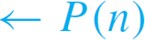 ← P(n)